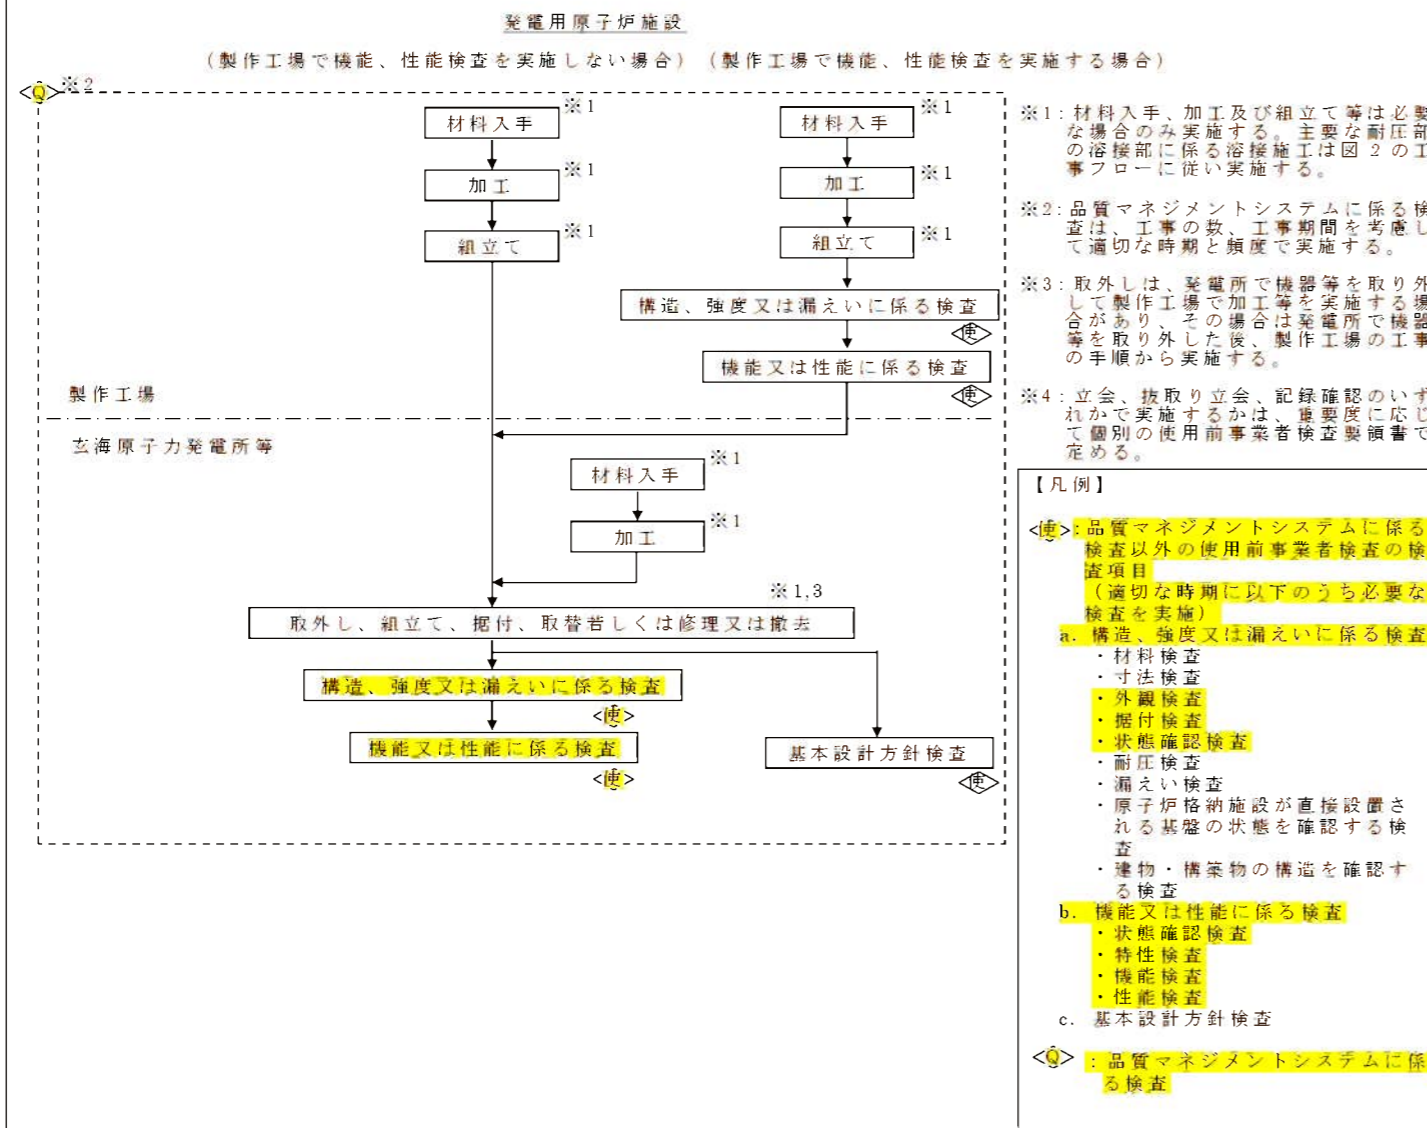 発電用原子炉施設
(製作工場で機能、性能検査を実施しない場合) (製作工場で機能、性能検査を実施する場合)
<Q>※2
材料入手 ※1
加工 ※1
組立て ※1
材料入手 ※1
加工 ※1
組立て ※1
構造、強度又は漏えいに係る検査
<使>
機能又は性能に係る検査
<使>
製作工場
玄海原子力発電所等
材料入手 ※1
加工 ※1
※1,3
取外し、組立て、据付、取替若しくは修理又は撤去
構造、強度又は漏えいに係る検査
<使>
機能又は性能に係る検査
<使>
基本設計方針検査
<使>
※1:材料入手、加工及び組立て等は必要
な場合のみ実施する。主要な耐圧部
の溶接部に係る溶接施工は図2の工
事フローに従い実施する。
※2:品質マネジメントシステムに係る検
査は、工事の数、工事期間を考慮し
て適切な時期と頻度で実施する。
※3:取外しは、発電所で機器等を取り外
して製作工場で加工等を実施する場
合があり、その場合は発電所で機器
等を取り外した後、製作工場の工事
の手順から実施する。
※4:立会、抜取り立会、記録確認のいず
れかで実施するかは、重要度に応じ
て個別の使用前事業者検査要領書で
定める。
【凡例】
<使>:品質マネジメントシステムに係る
検査以外の使用前事業者検査の検
査項目
(適切な時期に以下のうち必要な
検査を実施)
a. 構造、強度又は漏えいに係る検査
・材料検査
・寸法検査
・外観検査
・据付検査
・状態確認検査
・耐圧検査
・漏えい検査
・原子炉格納施設が直接設置さ
れる基盤の状態を確認する検
査
・建物・構築物の構造を確認す
る検査
b. 機能又は性能に係る検査
・状態確認検査
・特性検査
・機能検査
・性能検査
c. 基本設計方針検査
<Q>:品質マネジメントシステムに係
る検査